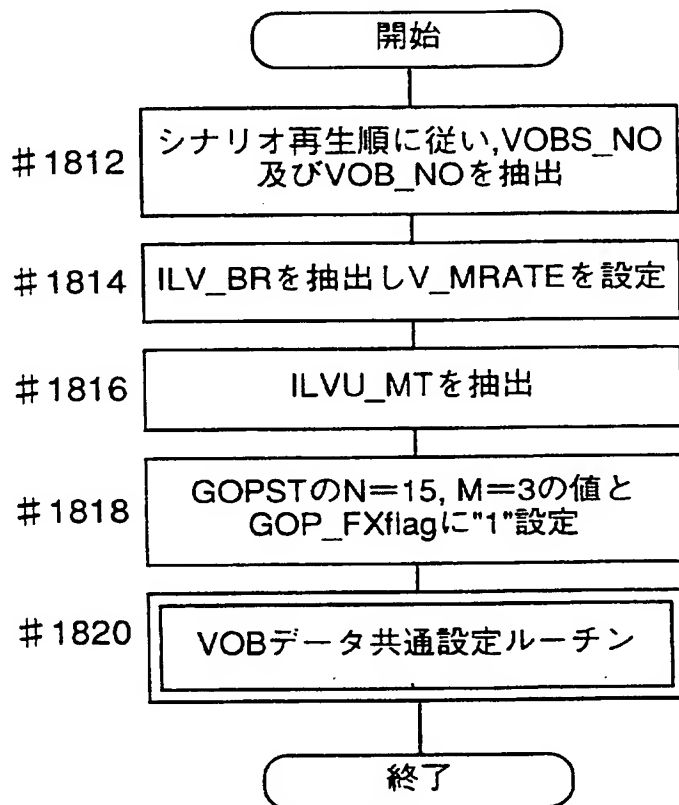 開始
#1812
シナリオ再生順に従い,VOBS_NO
及びVOB_NOを抽出
#1814
ILV_BRを抽出しV_MRATEを設定
#1816
ILVU_MTを抽出
#1818
GOPSTのN=15, M=3の値と
GOP_FXflagに"1"設定
#1820
VOBデータ共通設定ルーチン
終了